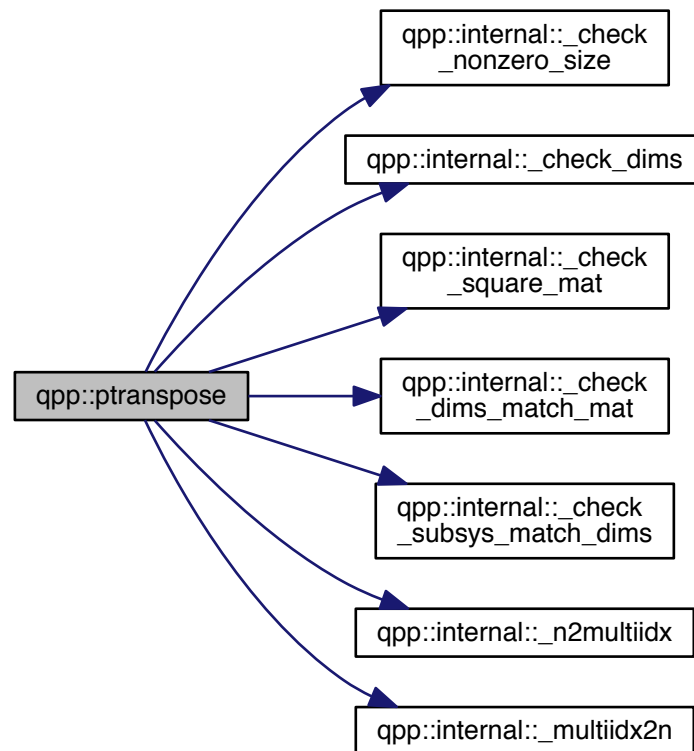 qpp::internal::_check
_nonzero_size
qpp::internal::_check_dims
qpp::internal::_check
_square_mat
qpp::ptranspose
qpp::internal::_check
_dims_match_mat
qpp::internal::_check
_subsys_match_dims
qpp::internal::_n2multiidx
qpp::internal::_multiidx2n